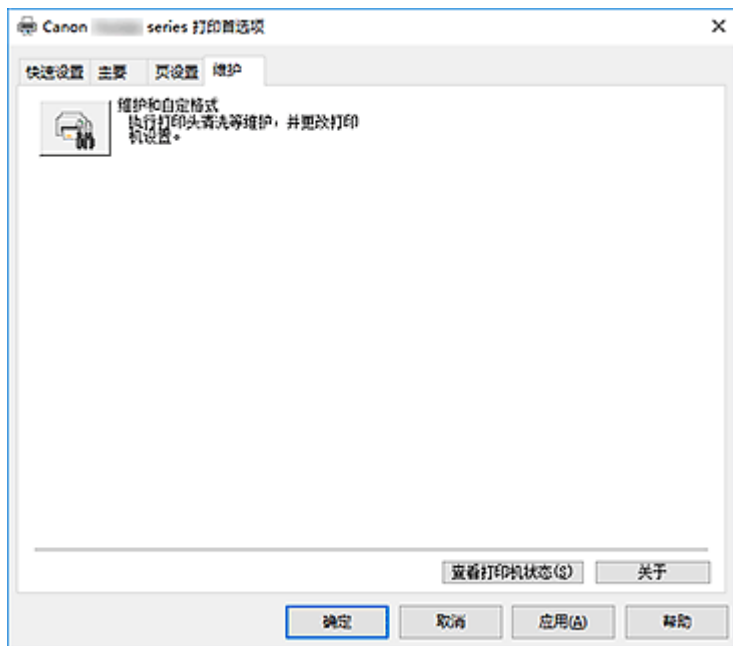 Canon series 打印首选项
快速设置 主要 页设置 维护
维护和自定格式
执行打印头清洗等维护，并更改打印
机设置。
查看打印机状态(S) 关于
确定 取消 应用(A) 帮助